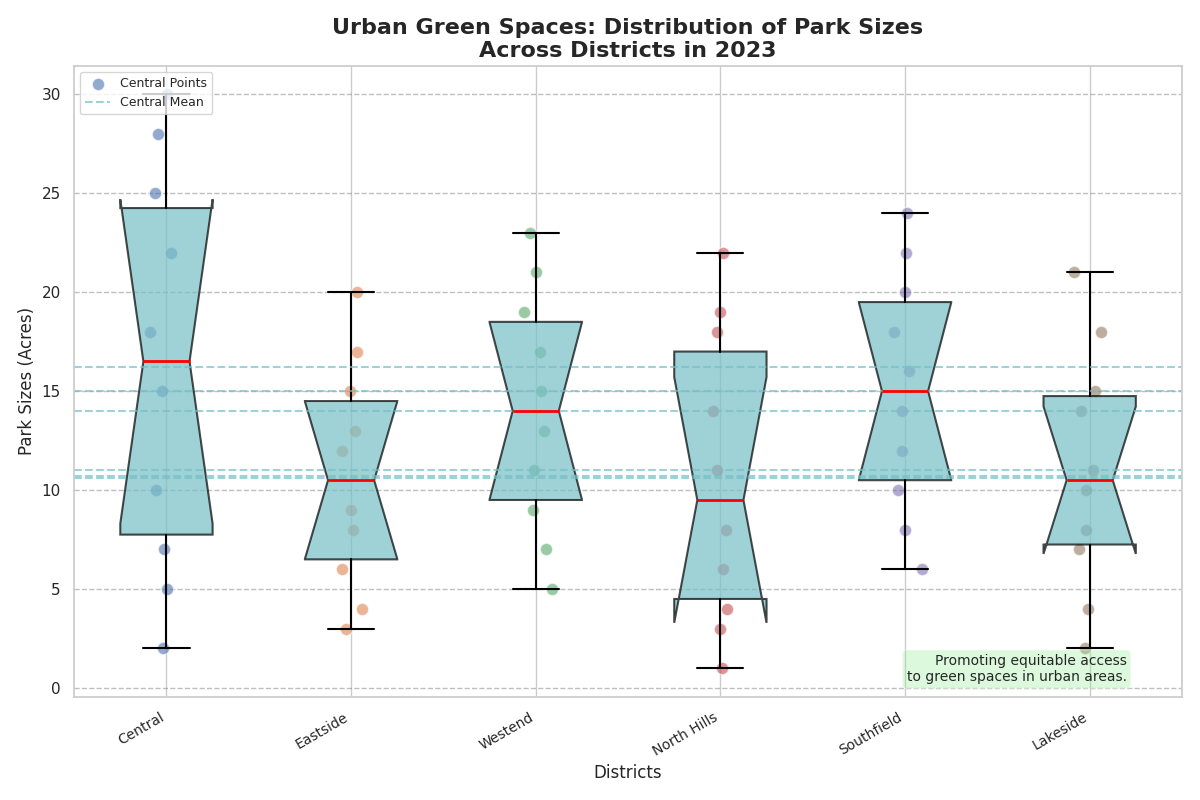 Urban Green Spaces: Distribution of Park Sizes
Across Districts in 2023
Central Points
Central Mean
Park Sizes (Acres)
30
25
20
15
10
5
0
Promoting equitable access
to green spaces in urban areas.
Central
Eastside
Westend
North Hills
Southfield
Lakeside
Districts